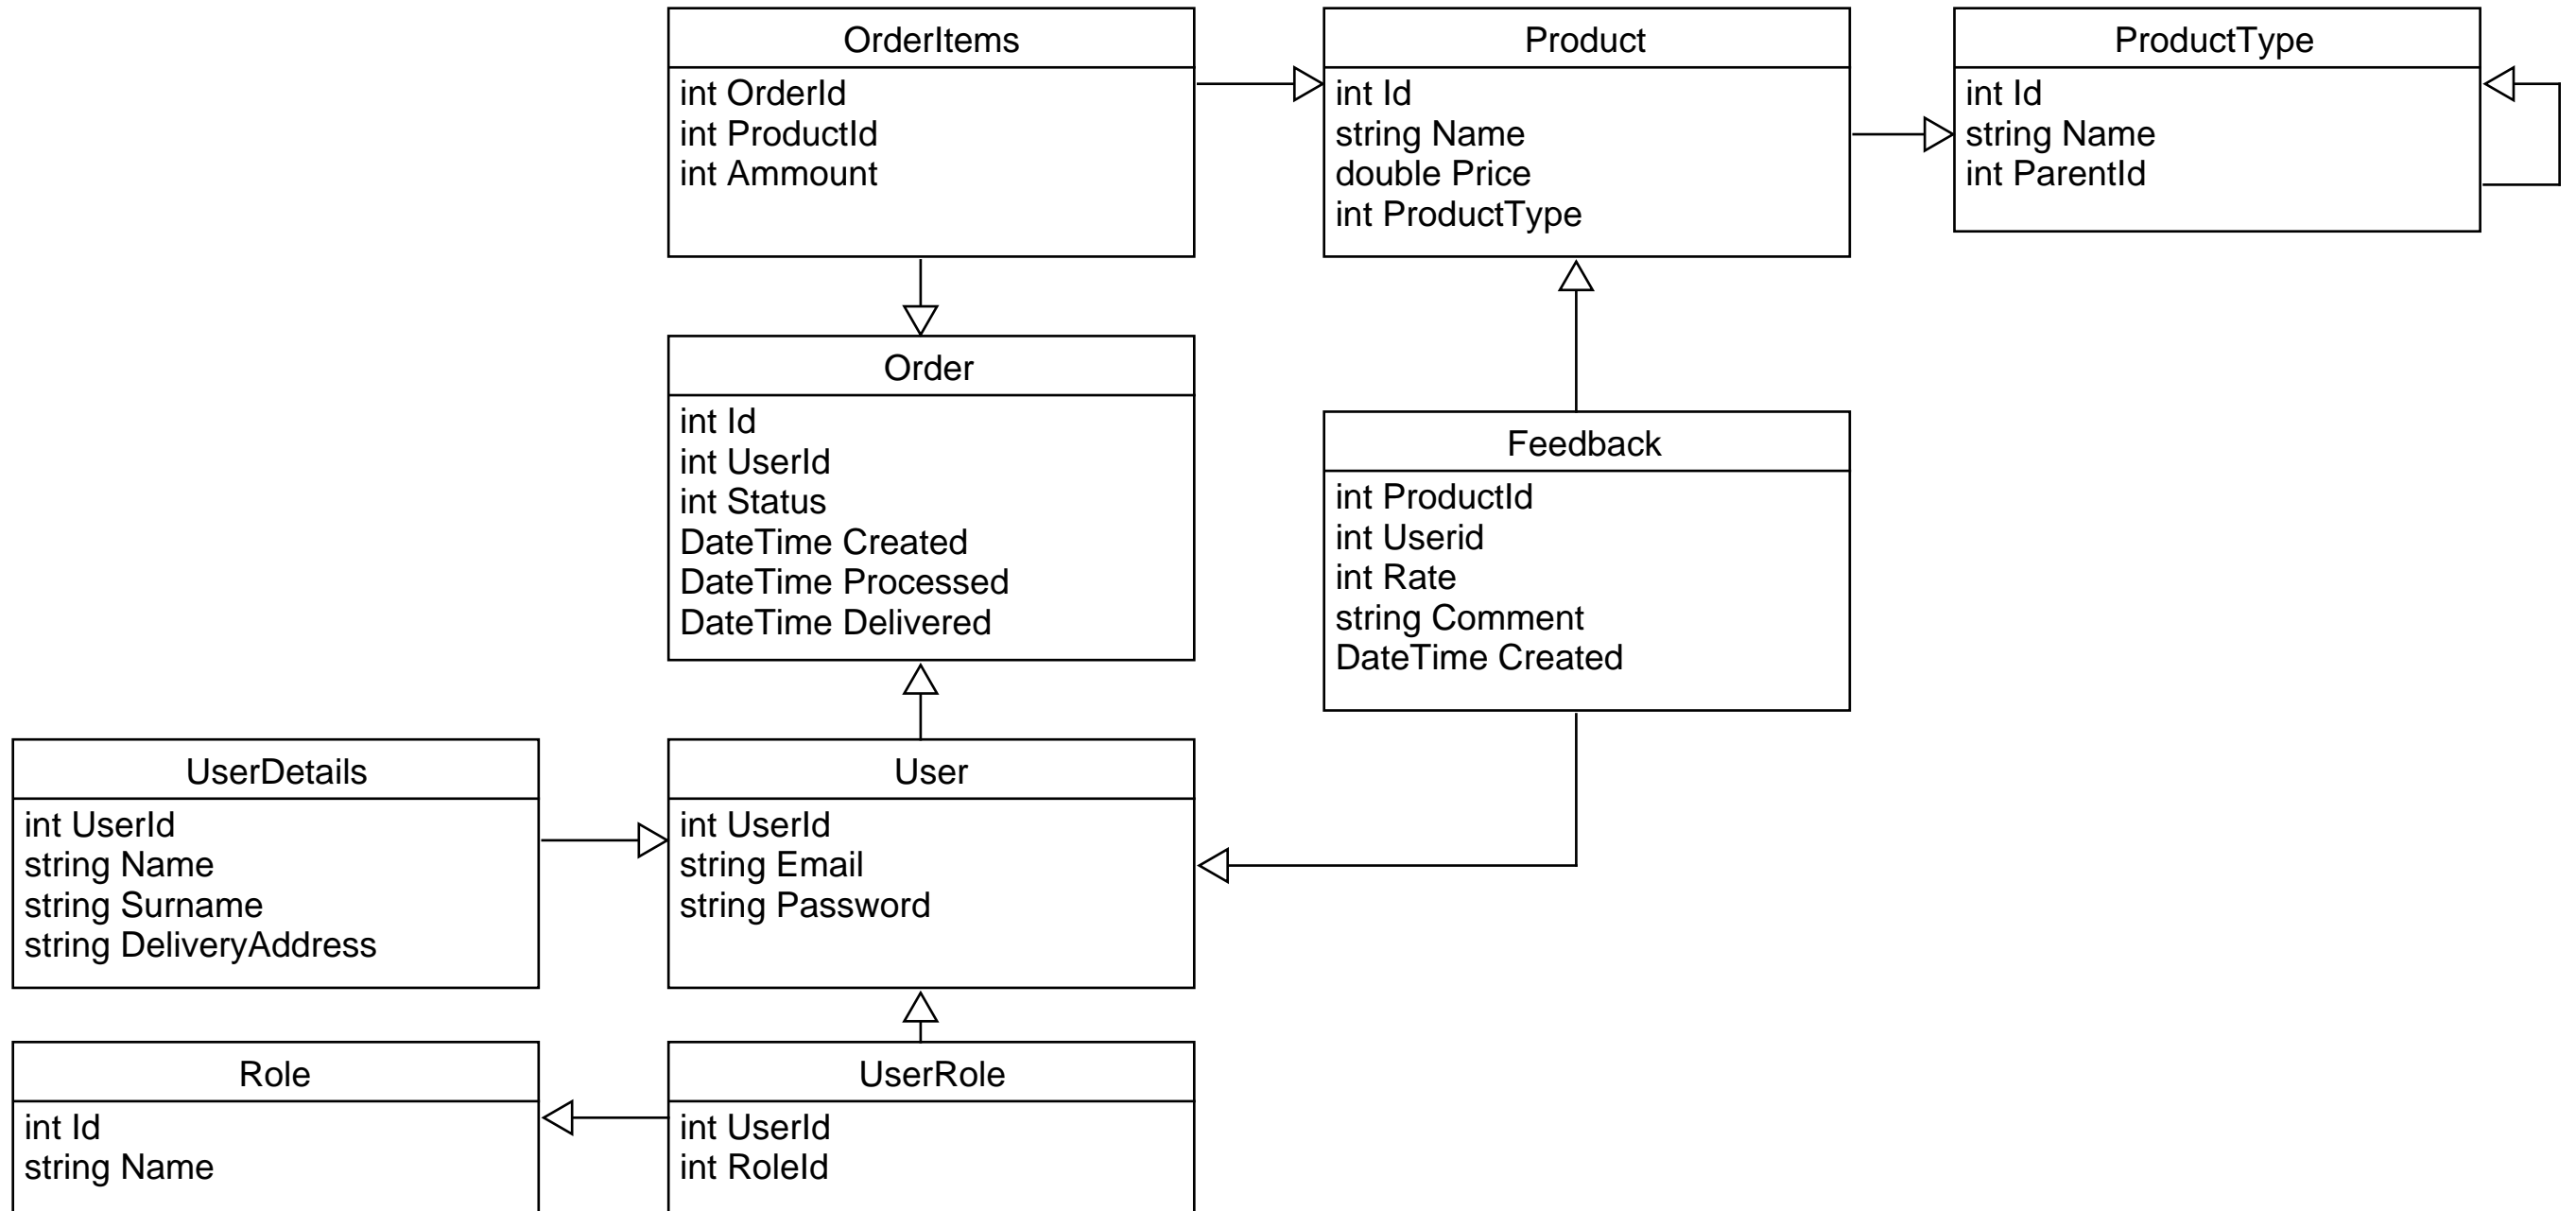 OrderItems
int OrderId
int ProductId
int Ammount
Product
int Id
string Name
double Price
int ProductType
ProductType
int Id
string Name
int ParentId
Order
int Id
int UserId
int Status
DateTime Created
DateTime Processed
DateTime Delivered
Feedback
int ProductId
int Userid
int Rate
string Comment
DateTime Created
UserDetails
int UserId
string Name
string Surname
string DeliveryAddress
User
int UserId
string Email
string Password
Role
int Id
string Name
UserRole
int UserId
int RoleId